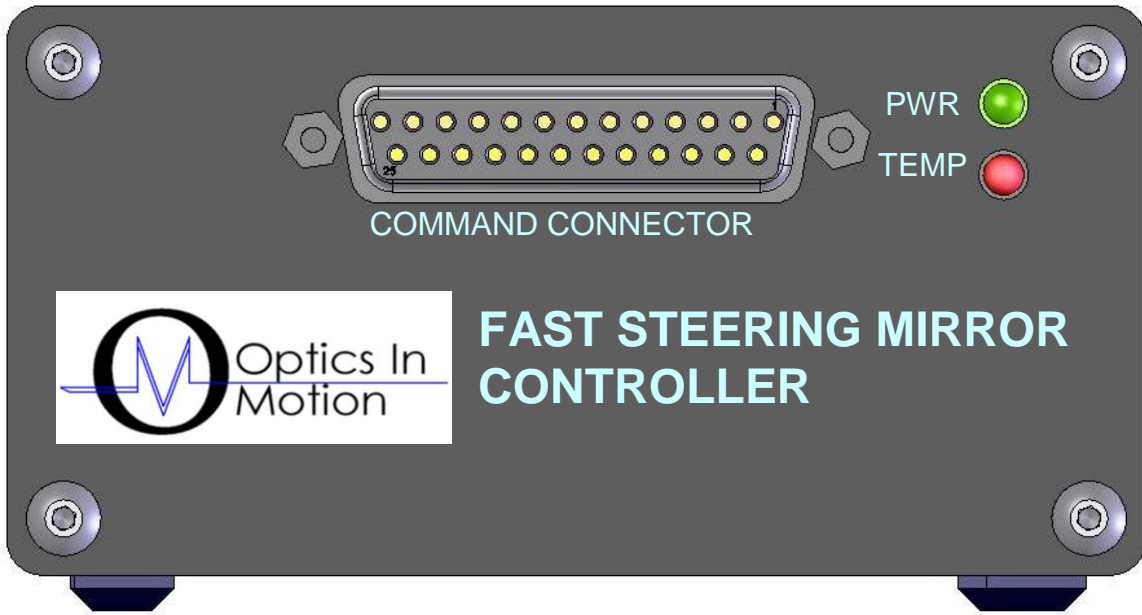 1
25
PWR
TEMP
COMMAND CONNECTOR
Optics In
Motion
FAST STEERING MIRROR
CONTROLLER